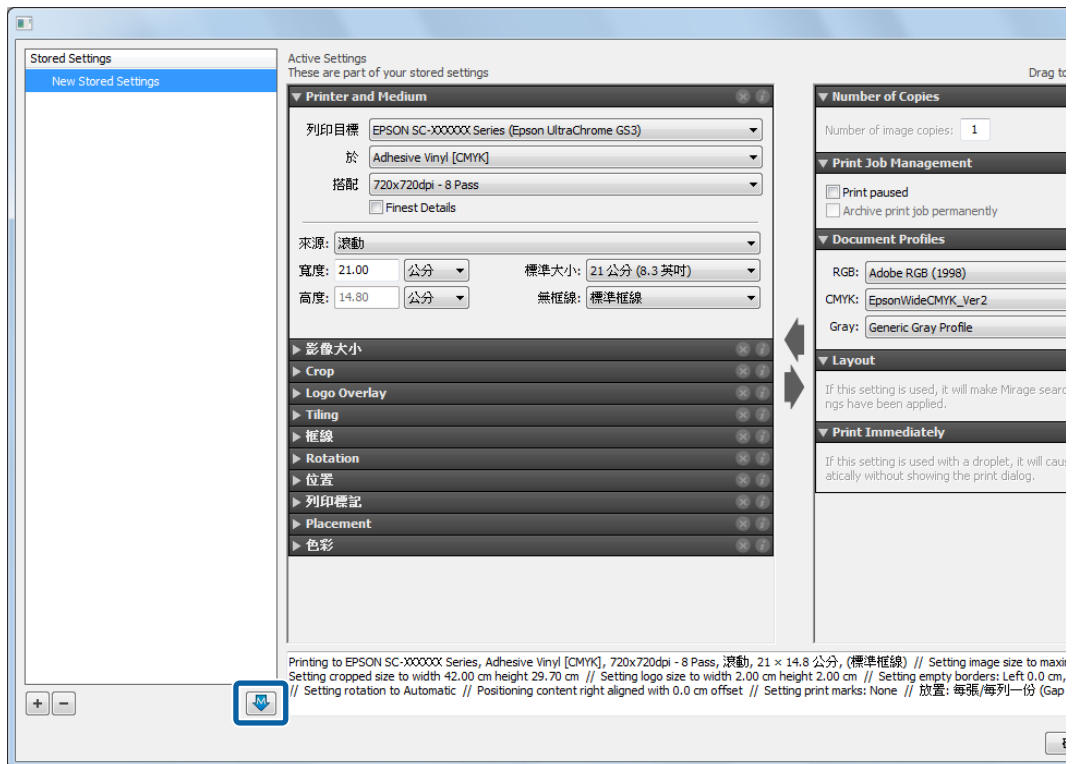 Stored Settings
New Stored Settings
Active Settings
These are part of your stored settings
Printer and Medium
列印目標 EPSON SC-XXXXXX Series (Epson UltraChrome GS3)
於 Adhesive Vinyl [CMYK]
搭配 720x720dpi - 8 Pass
Finest Details
來源: 滾動
寬度: 21.00 公分 標準大小: 21 公分 (8.3 英吋)
高度: 14.80 公分 無框線: 標準框線
影像大小
Crop
Logo Overlay
Tiling
框線
Rotation
位置
列印標記
Placement
色彩
Drag to
Number of Copies
Number of image copies: 1
Print Job Management
Print paused
Archive print job permanently
Document Profiles
RGB: Adobe RGB (1998)
CMYK: EpsonWideCMYK_Ver2
Gray: Generic Gray Profile
Layout
If this setting is used, it will make Mirage searc
ngs have been applied.
Print Immediately
If this setting is used with a droplet, it will cau
atically without showing the print dialog.
Printing to EPSON SC-XXXXXX Series, Adhesive Vinyl [CMYK], 720x720dpi - 8 Pass, 滾動, 21 × 14.8 公分, (標準框線) // Setting image size to maxi
Setting cropped size to width 42.00 cm height 29.70 cm // Setting logo size to width 2.00 cm height 2.00 cm // Setting empty borders: Left 0.0 cm,
// Setting rotation to Automatic // Positioning content right aligned with 0.0 cm offset // Setting print marks: None // 放置: 每張/每列一份 (Gap